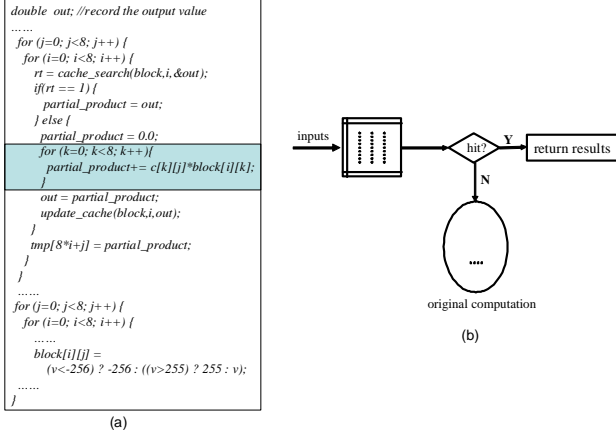 double out; //record the output value
......
for (j=0; j<8; j++) {
for (i=0; i<8; i++) {
rt = cache_search(block,i,&out);
if(rt == 1) {
partial_product = out;
} else {
partial_product = 0.0;
for (k=0; k<8; k++){
partial_product+= c[k][j]*block[i][k];
}
out = partial_product;
update_cache(block,i,out);
}
tmp[8*i+j] = partial_product;
}
}
......
for (j=0; j<8; j++) {
for (i=0; i<8; i++) {
......
block[i][j] =
(v<-256) ? -256 : ((v>255) ? 255 : v);
......
}
(a)
inputs
hit?
Y
return results
N
....
original computation
(b)